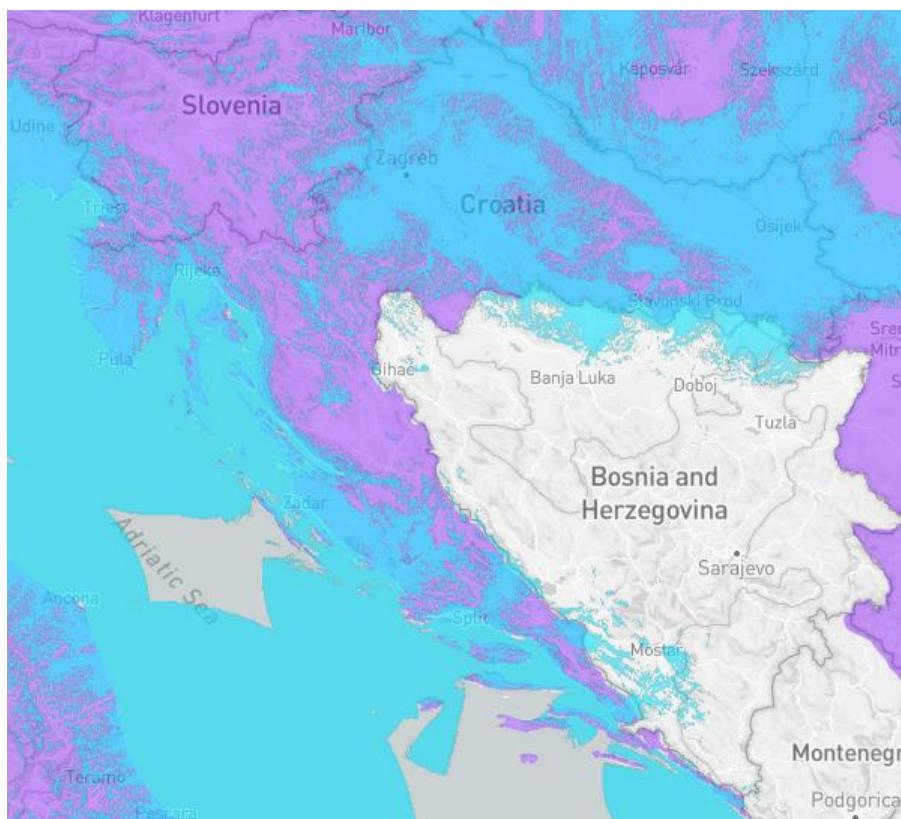 Klagenfurt
Maribor
Kaposvár
Szekszárd
Slovenia
Udine
Zagreb
Triest
Croatia
Osijek
Rijeka
Slavonski Brod
Pula
Bihać
Banja Luka
Doboj
Tuzla
Bosnia and
Herzegovina
Zadar
Adriatic Sea
Sarajevo
Ancona
Split
Mostar
Montenegr
Teramo
Podgorica
Pescara